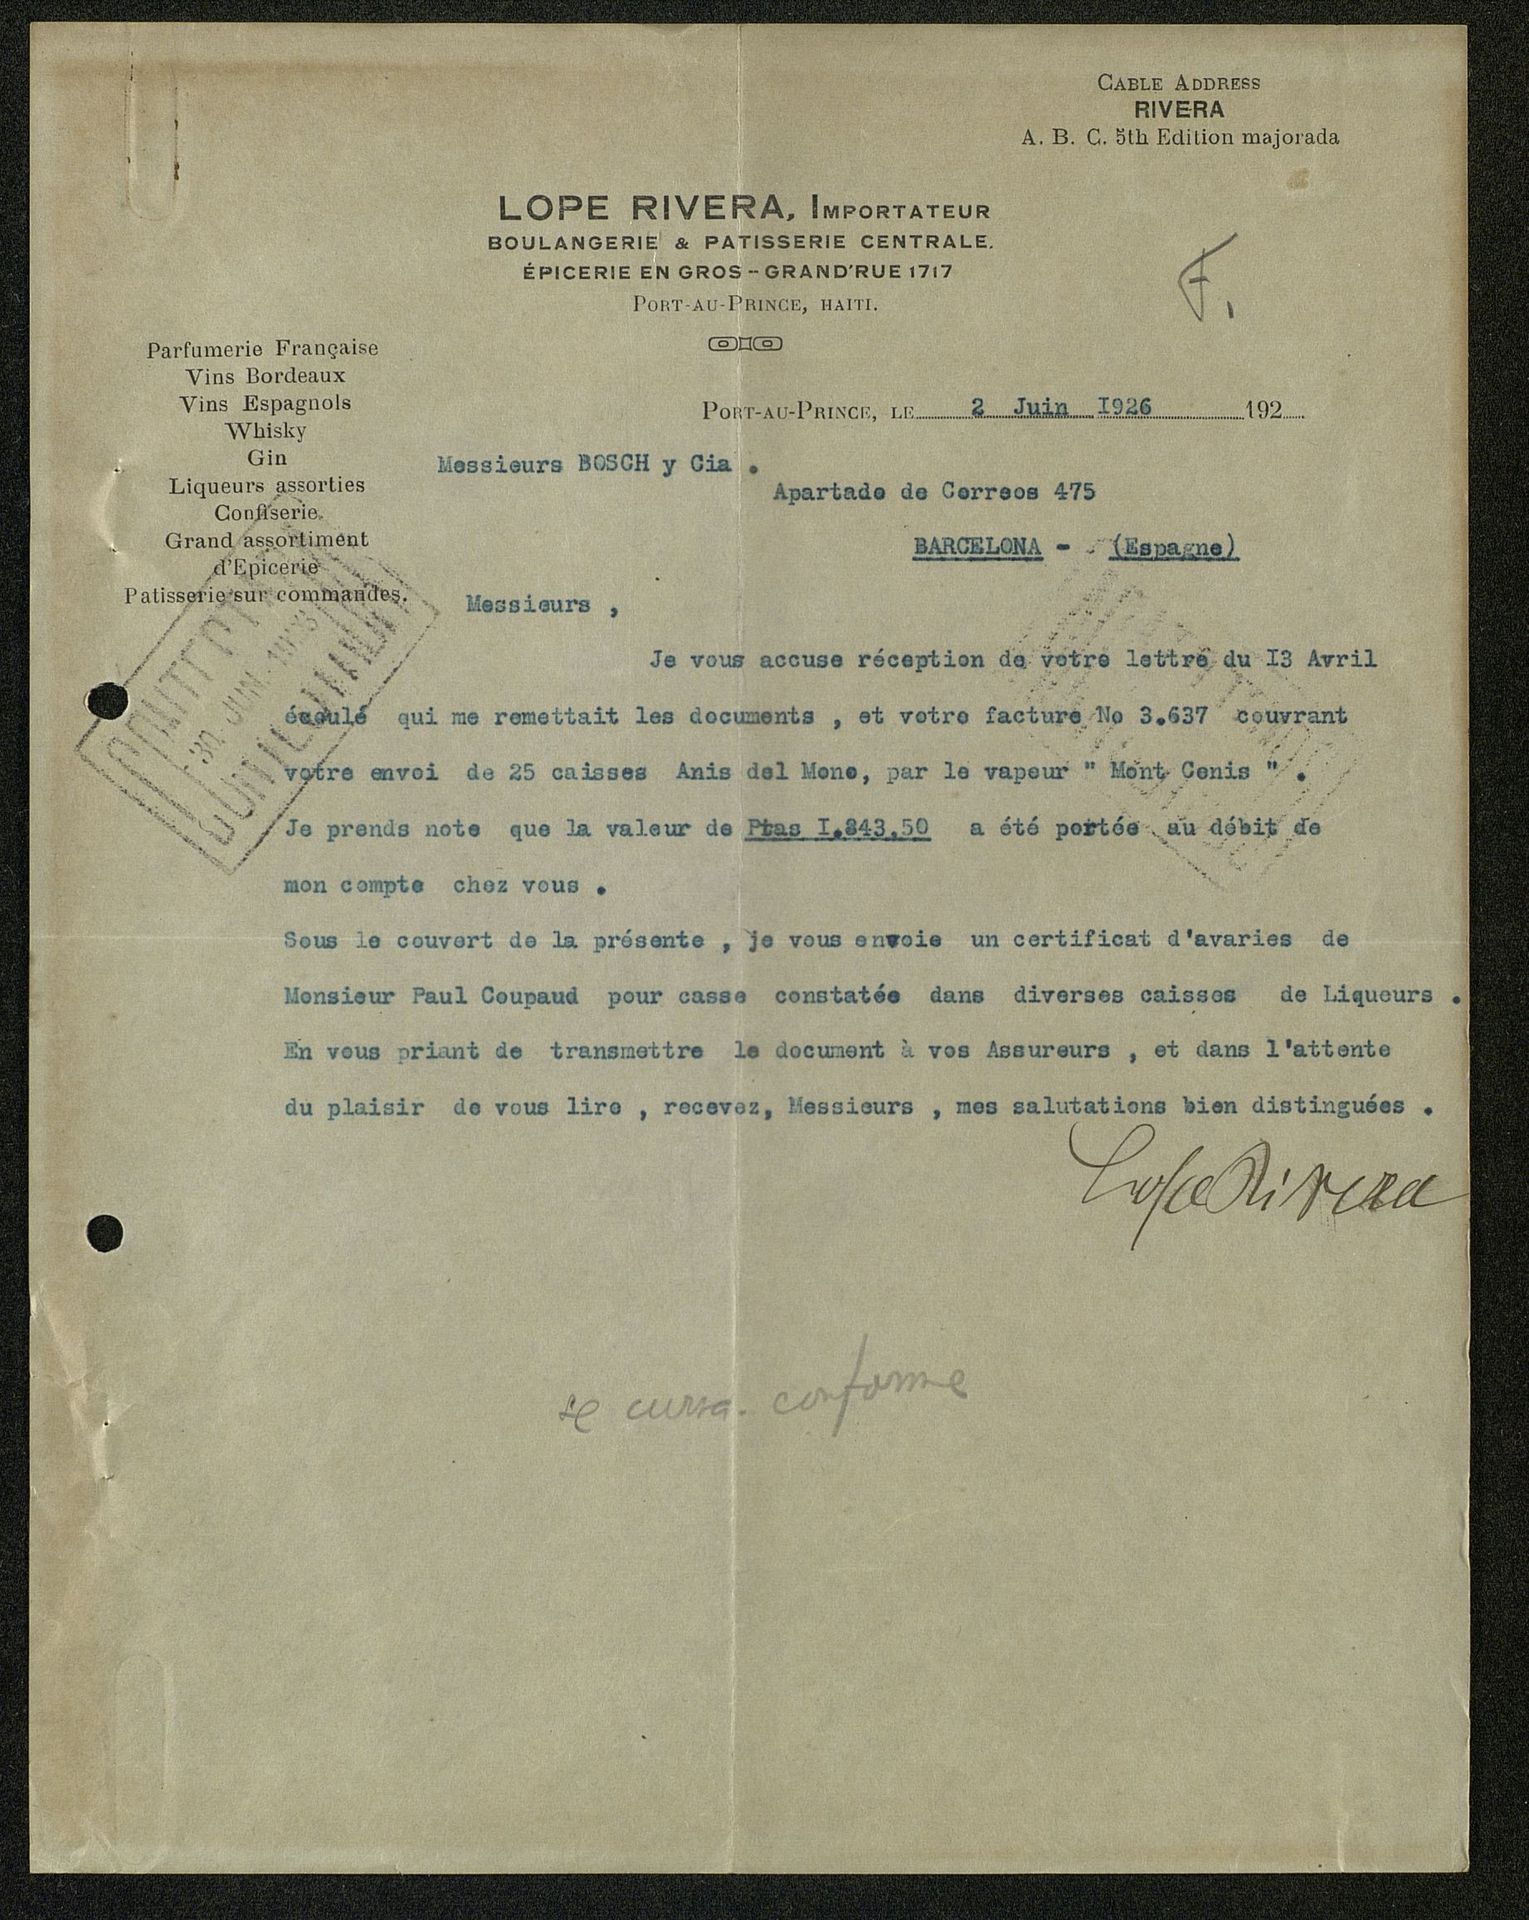 CABLE ADDRESS
RIVERA
A. B. C. 5th Edition majorada
LOPE RIVERA, IMPORTATEUR
BOULANGERIE & PATISSERIE CENTRALE.
ÉPICERIE EN GROS -- GRAND'RUE 1717
PORT-AU-PRINCE, HAITI.
F.
Parfumerie Française
Vins Bordeaux
Vins Espagnols
Whisky
Gin
Liqueurs assorties
Confiserie.
Grand assortiment
d'Epicerie
Patisserie sur commandes.
PORT-AU-PRINCE, LE 2 Juin I926 192
Messieurs BOSCH y Cia .
Apartado de Correos 475
BARCELONA - (Espagne)
Messieurs ,
Je vous accuse réception de votre lettre du I3 Avril
écoulé qui me remettait les documents , et votre facture No 3.637 couvrant
votre envoi de 25 caisses Anis del Mono, par le vapeur " Mont Cenis " .
Je prends note que la valeur de Ptas I.843,50 a été portée au débit de
mon compte chez vous .
Sous le couvert de la présente , je vous envoie un certificat d'avaries de
Monsieur Paul Coupaud pour casse constatée dans diverses caisses de Liqueurs .
En vous priant de transmettre le document à vos Assureurs , et dans l'attente
du plaisir de vous lire , recevez, Messieurs , mes salutations bien distinguées .
Lope Rivera
se cursa. conforme